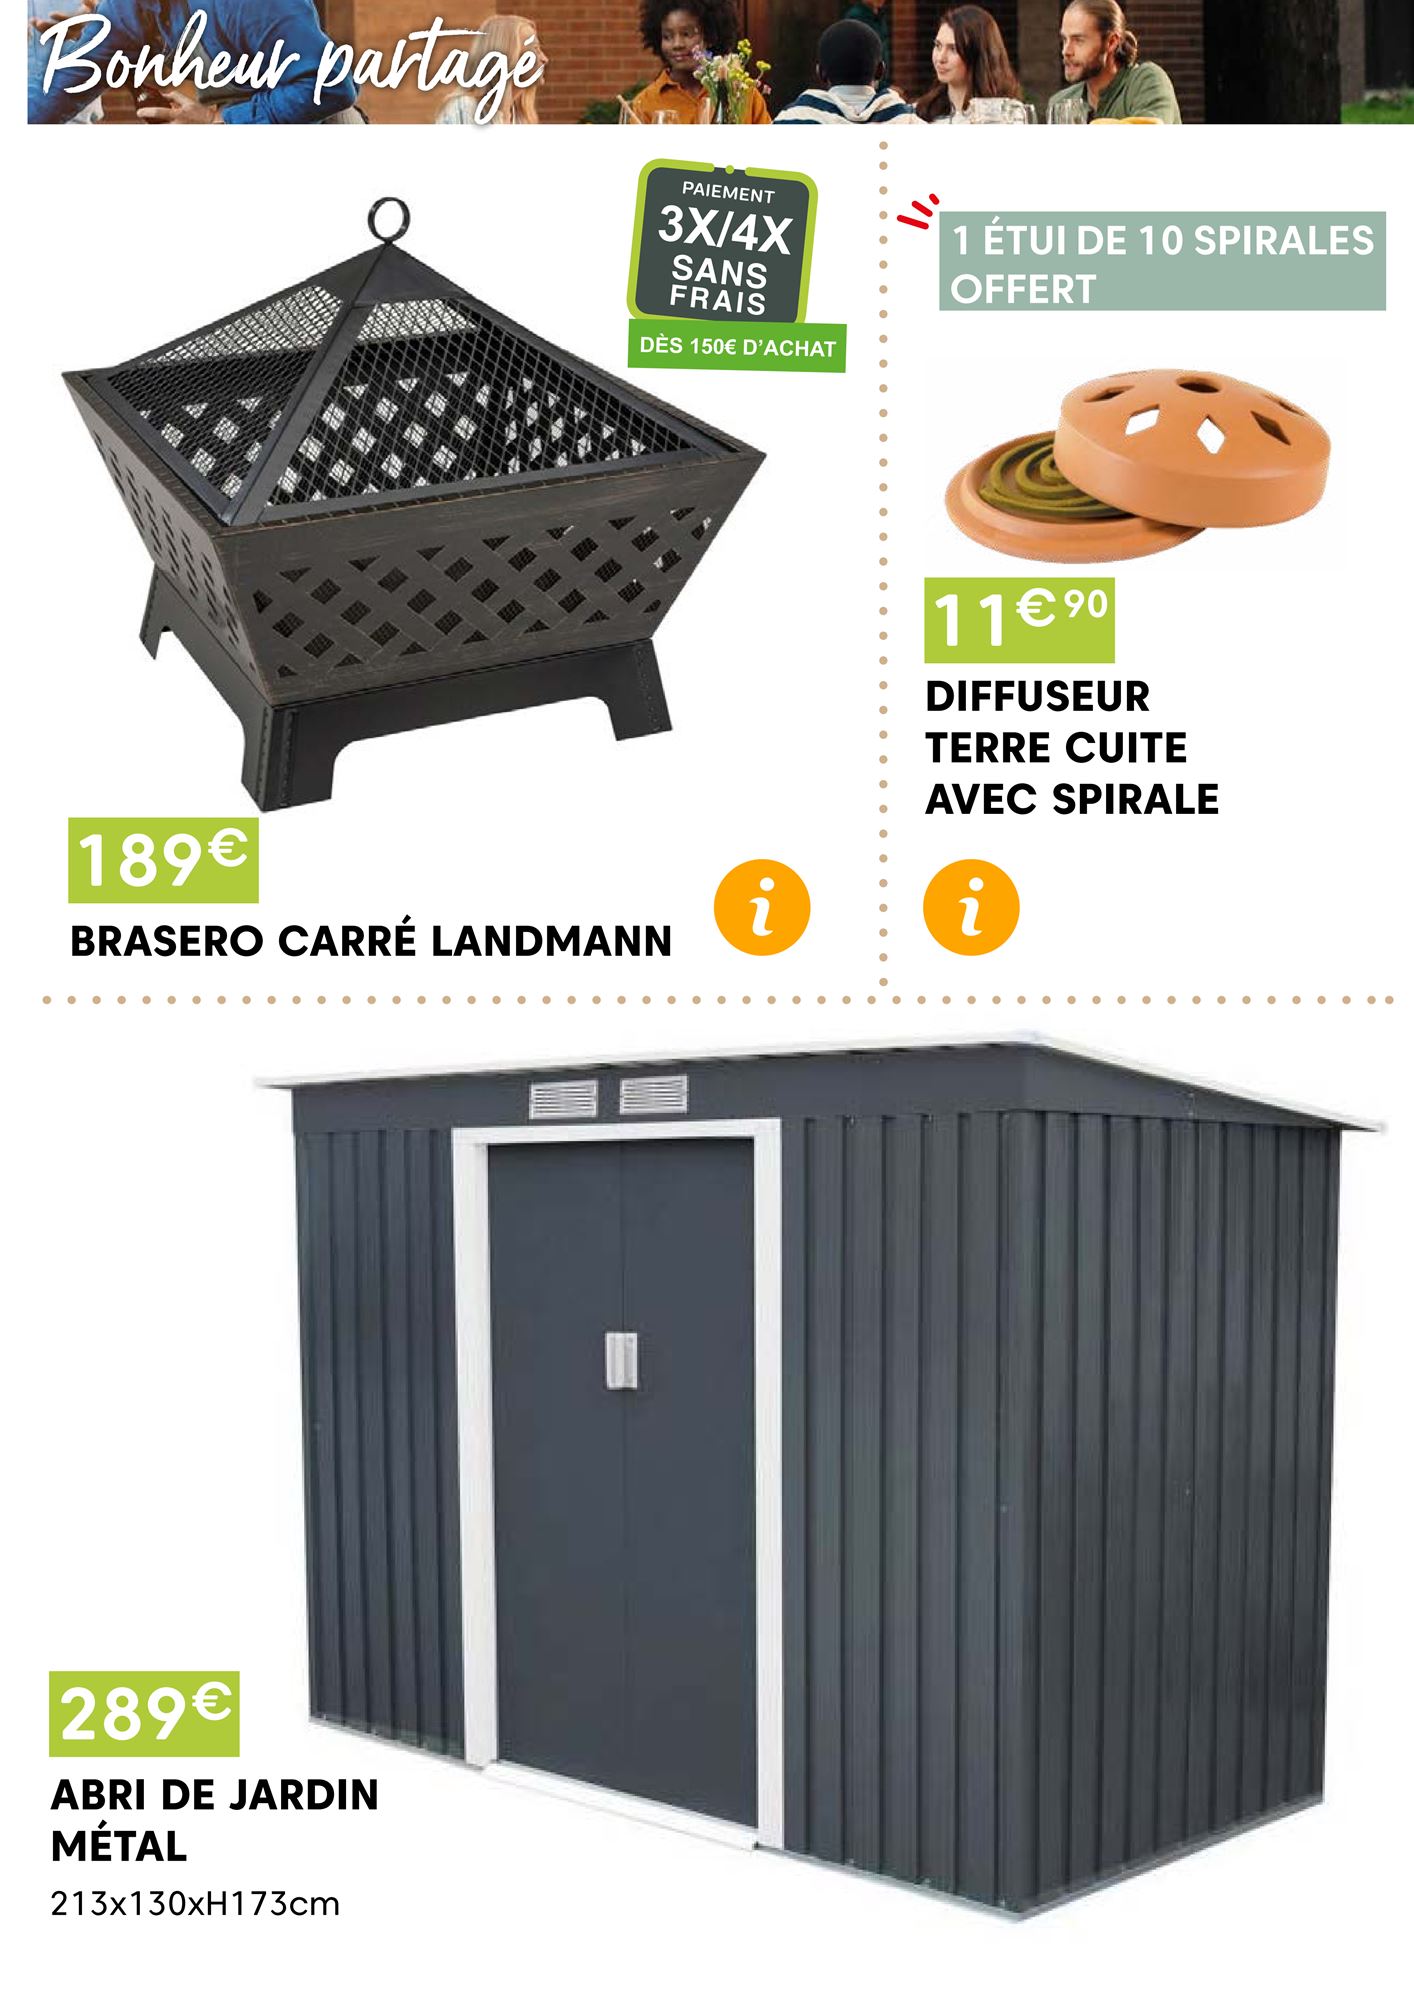 Bonheur partagé
PAIEMENT
3X/4X
SANS
FRAIS
DÈS 150€ D'ACHAT
189€
BRASERO CARRÉ LANDMANN
i
1 ÉTUI DE 10 SPIRALES
OFFERT
11€90
DIFFUSEUR
TERRE CUITE
AVEC SPIRALE
i
289€
ABRI DE JARDIN
MÉTAL
213x130xH173cm